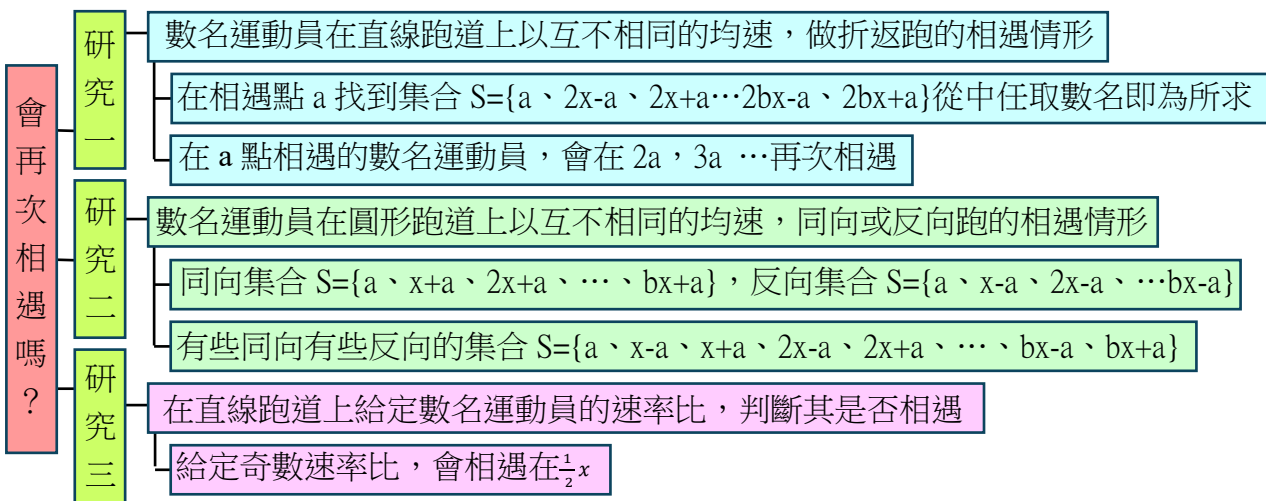 會再次相遇嗎？
研究一
數名運動員在直線跑道上以互不相同的均速，做折返跑的相遇情形
在相遇點 a 找到集合 S={a、2x-a、2x+a…2bx-a、2bx+a}從中任取數名即為所求
在 a 點相遇的數名運動員，會在 2a，3a …再次相遇
研究二
數名運動員在圓形跑道上以互不相同的均速，同向或反向跑的相遇情形
同向集合 S={a、x+a、2x+a、…、bx+a}，反向集合 S={a、x-a、2x-a、…bx-a}
有些同向有些反向的集合 S={a、x-a、x+a、2x-a、2x+a、…、bx-a、bx+a}
研究三
在直線跑道上給定數名運動員的速率比，判斷其是否相遇
給定奇數速率比，會相遇在½x